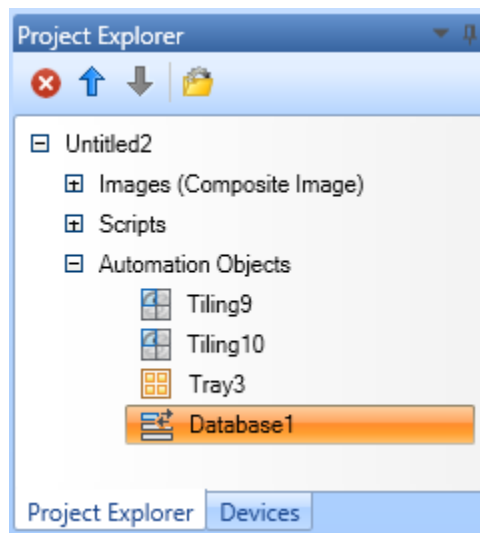 Project Explorer
Untitled2
Images (Composite Image)
Scripts
Automation Objects
Tiling9
Tiling10
Tray3
Database1
Project Explorer Devices